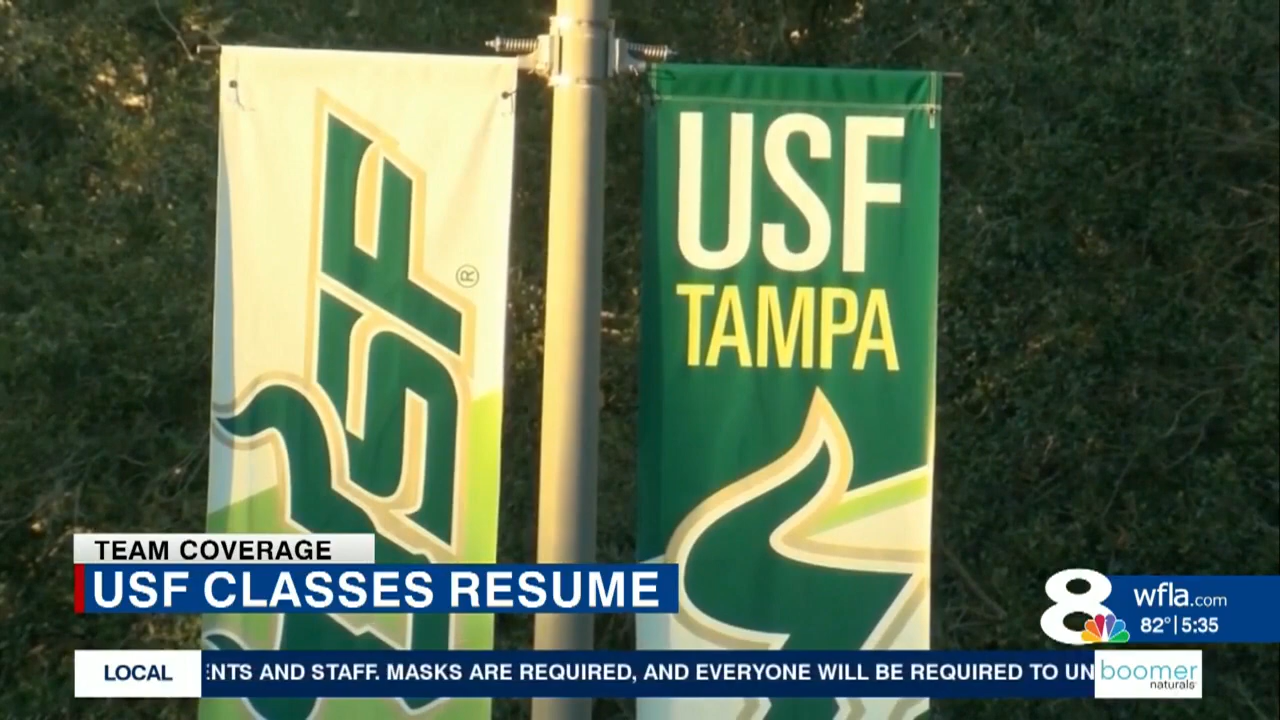 USF
®
USF
TAMPA
TEAM COVERAGE
USF CLASSES RESUME
8
wfla.com
82° | 5:35
LOCAL
ENTS AND STAFF. MASKS ARE REQUIRED, AND EVERYONE WILL BE REQUIRED TO UN
boomer
naturals